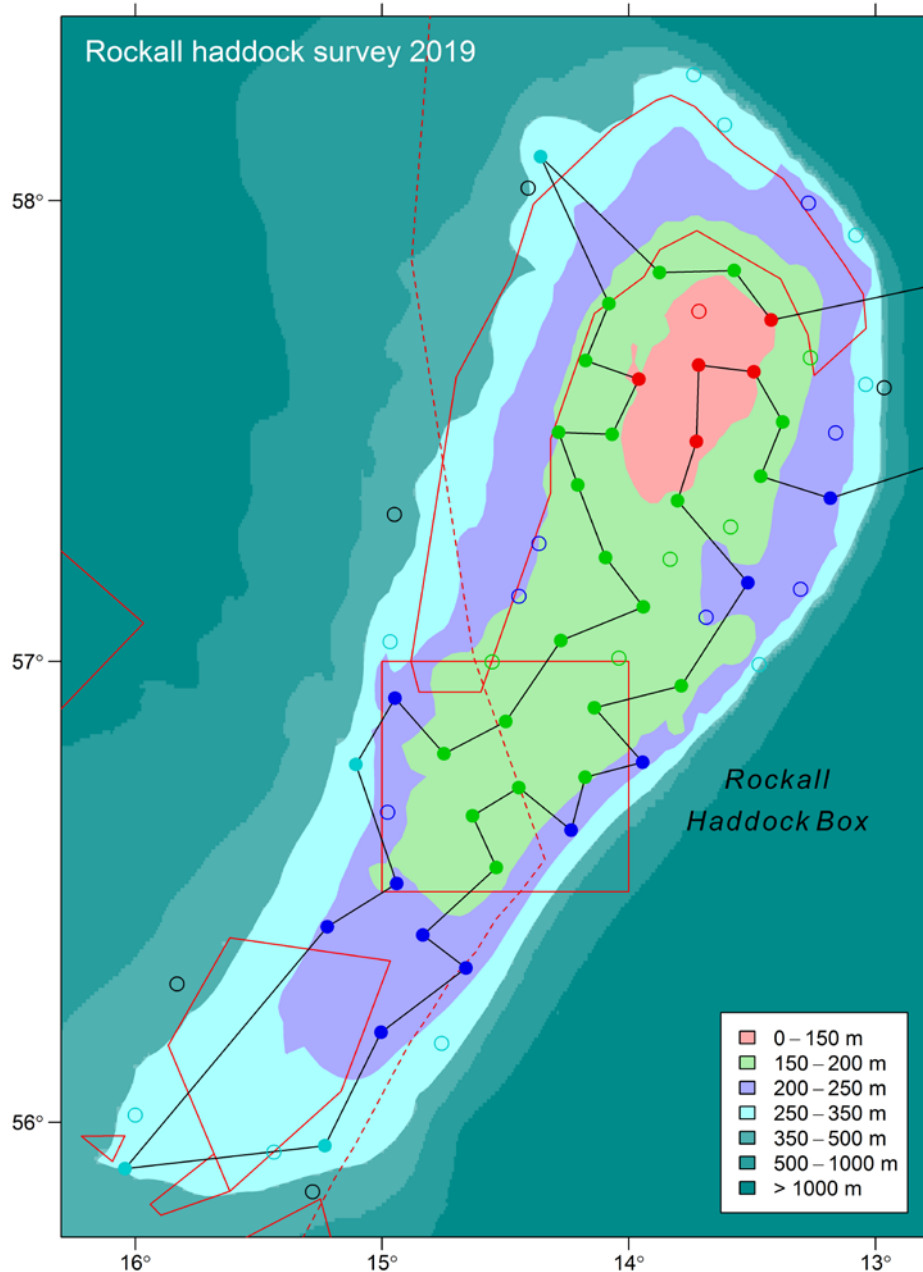 Rockall haddock survey 2019
58°
57°
Rockall
Haddock Box
56°
0 – 150 m
150 – 200 m
200 – 250 m
250 – 350 m
350 – 500 m
500 – 1000 m
> 1000 m
16°
15°
14°
13°